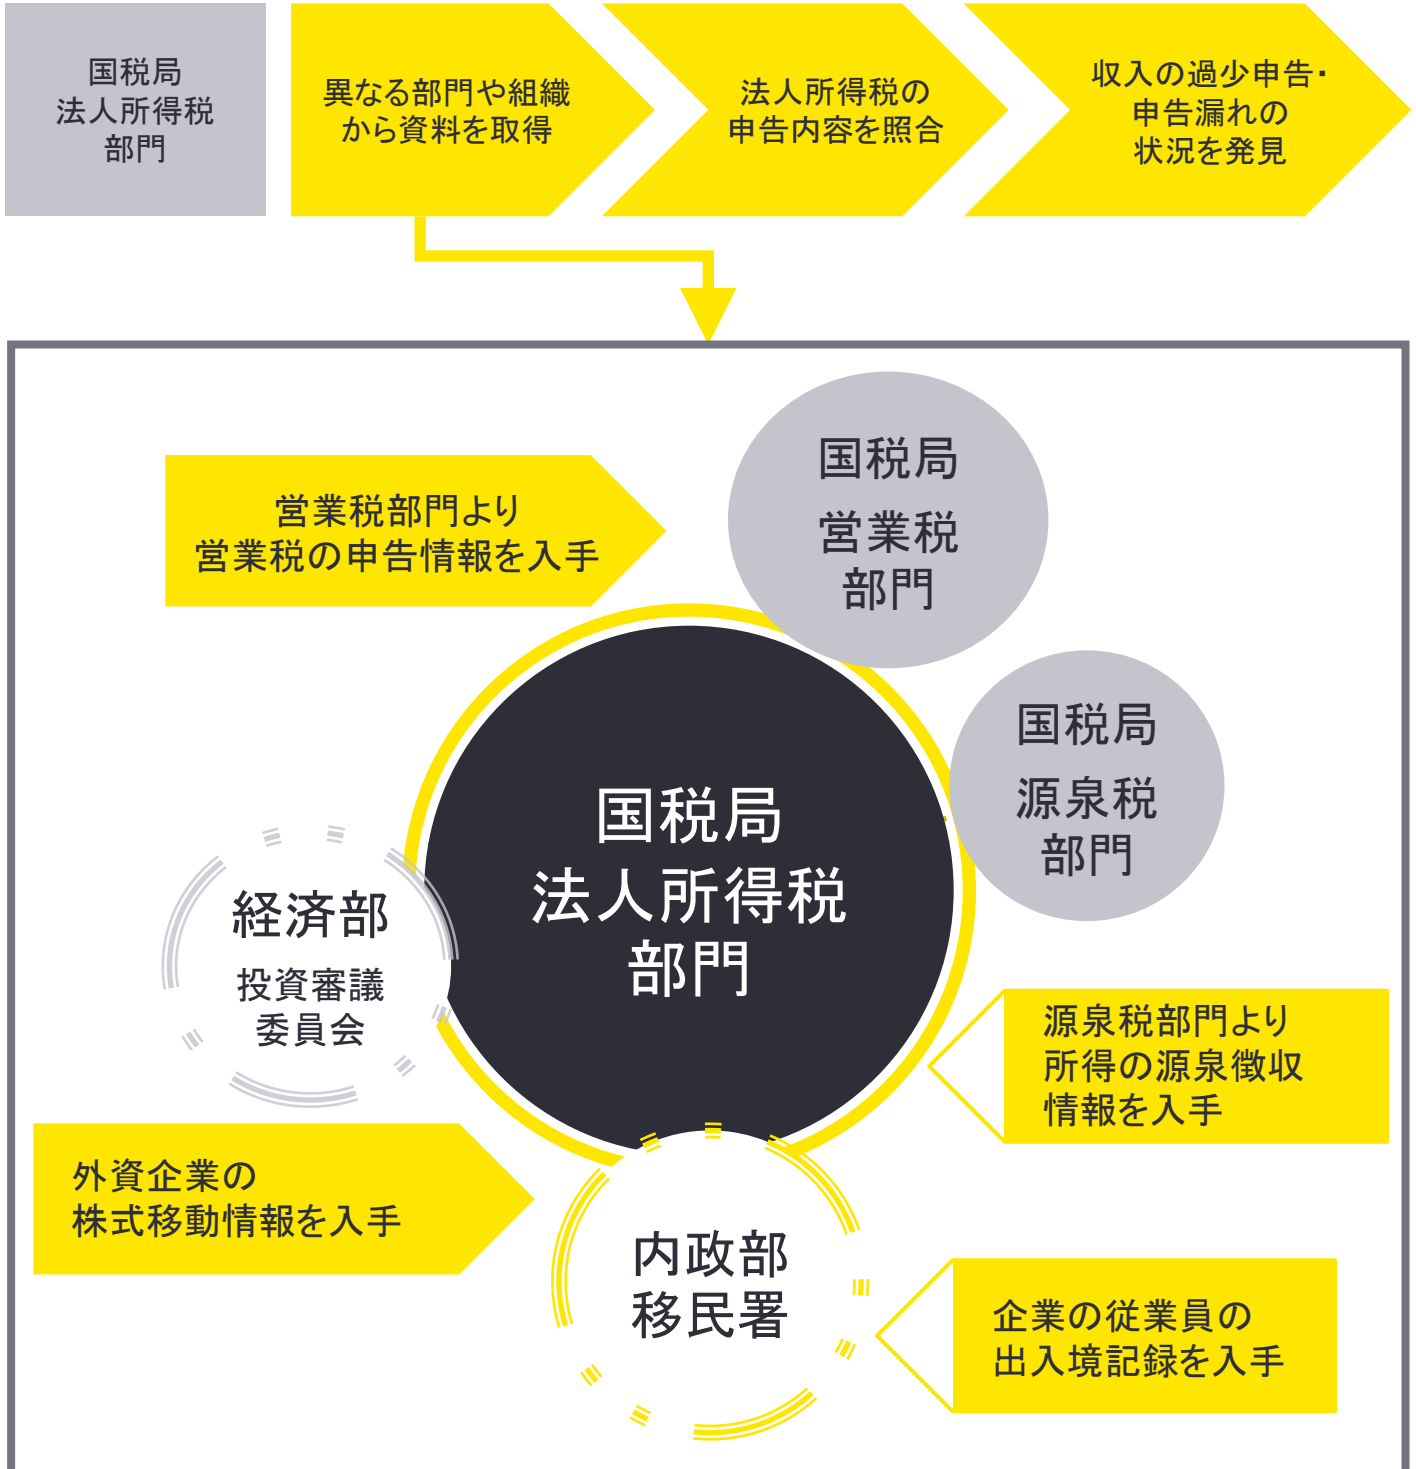 国税局
法人所得税
部門
異なる部門や組織
から資料を取得
法人所得税の
申告内容を照合
収入の過少申告・
申告漏れの
状況を発見
営業税部門より
営業税の申告情報を入手
国税局
営業税
部門
国税局
源泉税
部門
国税局
法人所得税
部門
経済部
投資審議
委員会
源泉税部門より
所得の源泉徴収
情報を入手
外資企業の
株式移動情報を入手
内政部
移民署
企業の従業員の
出入境記録を入手